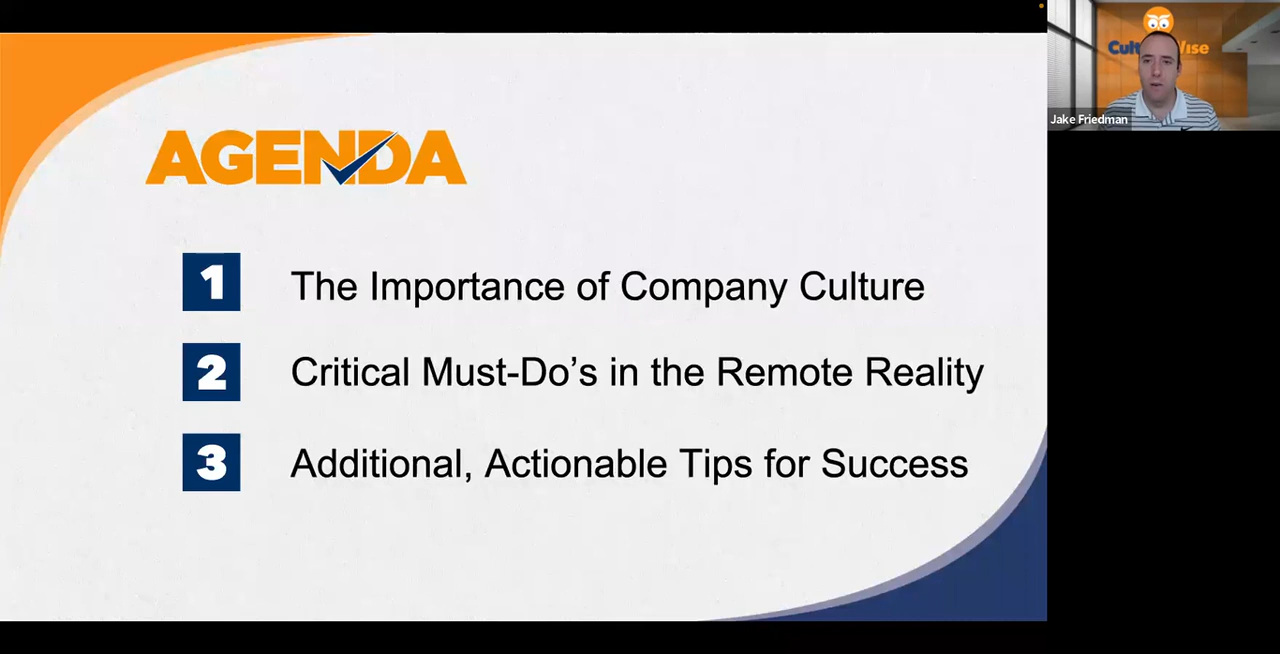 AGENDA
1 The Importance of Company Culture
2 Critical Must-Do’s in the Remote Reality
3 Additional, Actionable Tips for Success
Jake Friedman